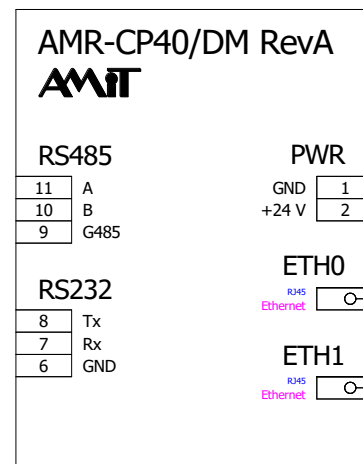 AMR-CP40/DM RevA
AMiT
RS485
11 A
10 B
9 G485
RS232
8 Tx
7 Rx
6 GND
PWR
GND 1
+24 V 2
ETH0
RJ45
Ethernet
ETH1
RJ45
Ethernet